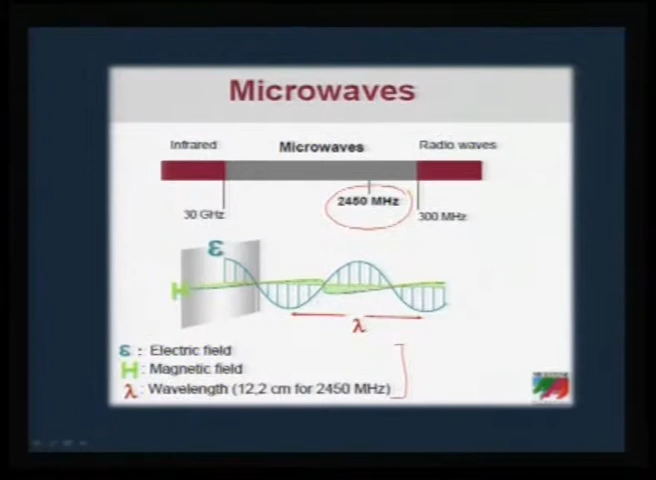 Microwaves
Infrared Microwaves Radio waves
2450 MHz
30 GHz 300 MHz
ε
H
λ
ε : Electric field
H : Magnetic field
λ : Wavelength (12,2 cm for 2450 MHz)